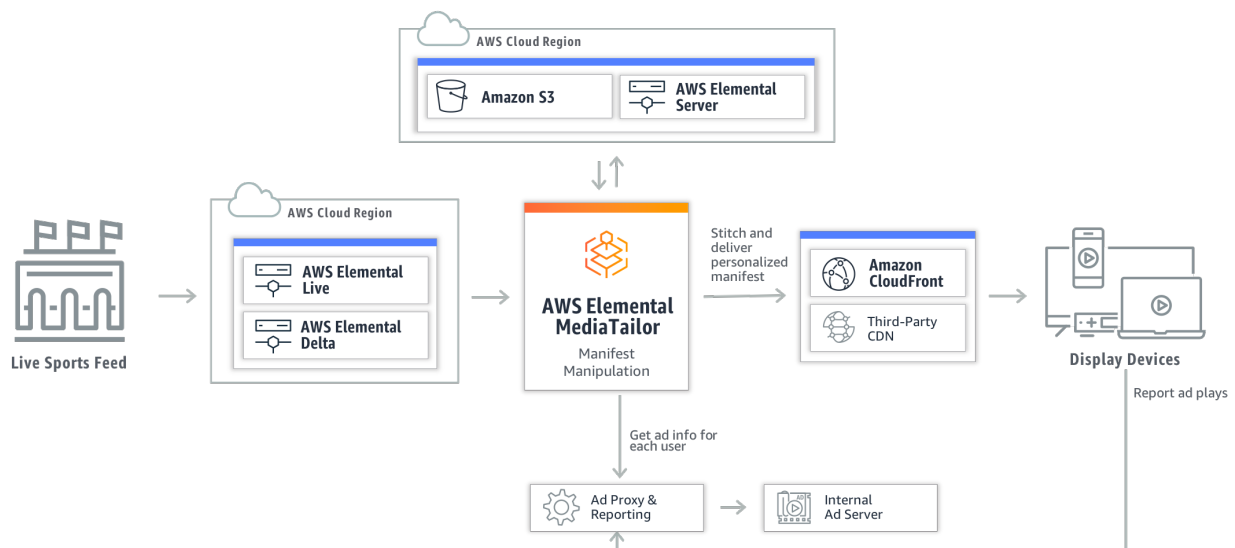 AWS Cloud Region
Amazon S3
AWS Elemental
Server
Live Sports Feed
AWS Cloud Region
AWS Elemental
Live
AWS Elemental
Delta
AWS Elemental
MediaTailor
Manifest
Manipulation
Stitch and
deliver
personalized
manifest
Amazon
CloudFront
Third-Party
CDN
Display Devices
Report ad plays
Get ad info for
each user
Ad Proxy &
Reporting
AD
Internal
Ad Server